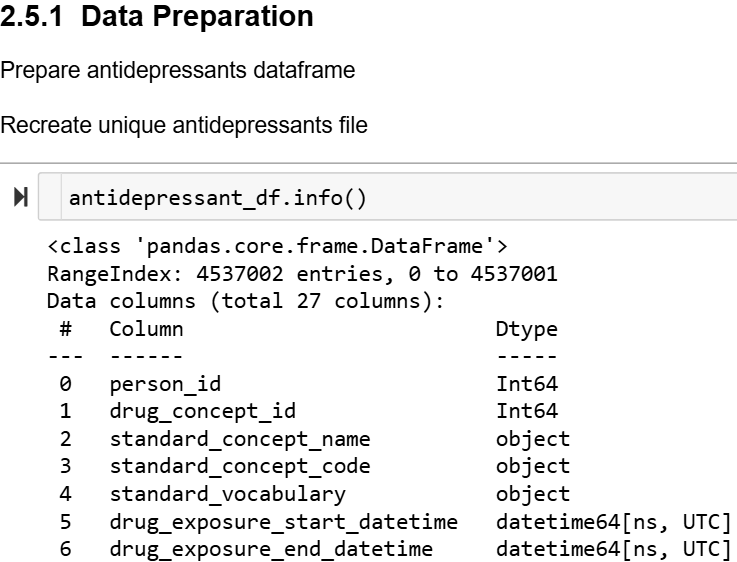 2.5.1 Data Preparation
Prepare antidepressants dataframe
Recreate unique antidepressants file
antidepressant_df.info()
<class 'pandas.core.frame.DataFrame'>
RangeIndex: 4537002 entries, 0 to 4537001
Data columns (total 27 columns):
#   Column                         Dtype
---  ------                         -----
0   person_id                      Int64
1   drug_concept_id                Int64
2   standard_concept_name          object
3   standard_concept_code          object
4   standard_vocabulary            object
5   drug_exposure_start_datetime   datetime64[ns, UTC]
6   drug_exposure_end_datetime     datetime64[ns, UTC]